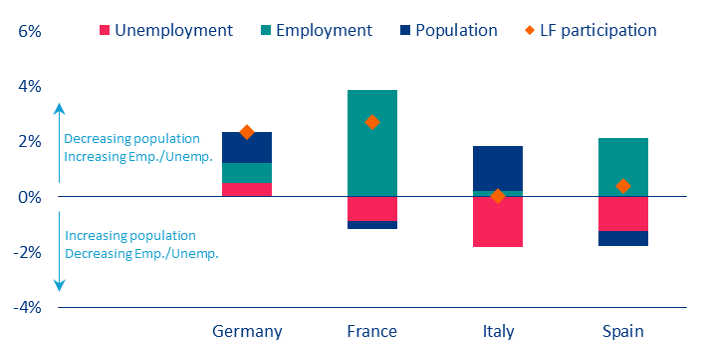 6%
Unemployment Employment Population LF participation
4%
Decreasing population
Increasing Emp./Unemp.
2%
0%
Increasing population
Decreasing Emp./Unemp.
-2%
-4%
Germany France Italy Spain